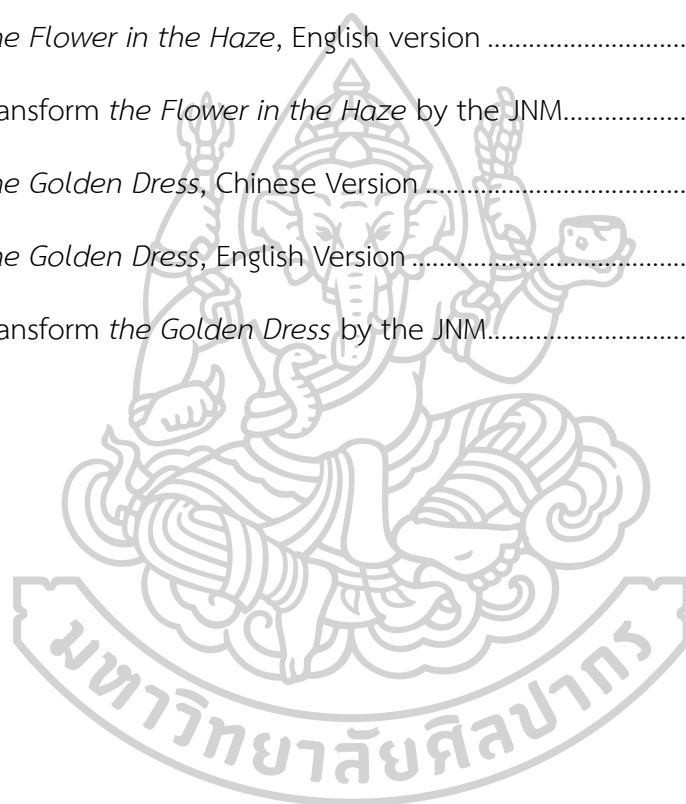 he Flower in the Haze, English version ............................
ransform the Flower in the Haze by the JNM.................
he Golden Dress, Chinese Version ....................................
he Golden Dress, English Version .....................................
ransform the Golden Dress by the JNM...........................
มหาวิทยาลัยศิลปากร